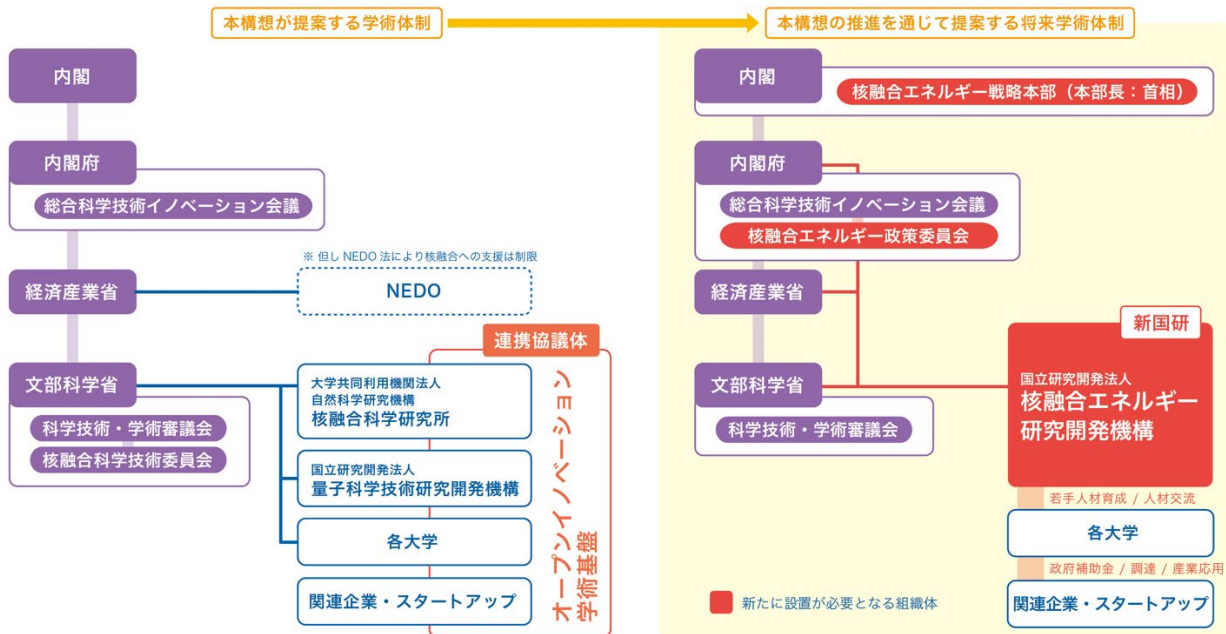 本構想が提案する学術体制
内閣
内閣府
総合科学技術イノベーション会議
※ 但し NEDO 法により核融合への支援は制限
経済産業省
NEDO
連携協議体
文部科学省
科学技術・学術審議会
核融合科学技術委員会
大学共同利用機関法人
自然科学研究機構
核融合科学研究所
国立研究開発法人
量子科学技術研究開発機構
各大学
関連企業・スタートアップ
オープンイノベーション
学術基盤
本構想の推進を通じて提案する将来学術体制
内閣
核融合エネルギー戦略本部（本部長：首相）
内閣府
総合科学技術イノベーション会議
核融合エネルギー政策委員会
経済産業省
文部科学省
科学技術・学術審議会
新国研
国立研究開発法人
核融合エネルギー
研究開発機構
若手人材育成 / 人材交流
各大学
政府補助金 / 調達 / 産業応用
関連企業・スタートアップ
新たに設置が必要となる組織体